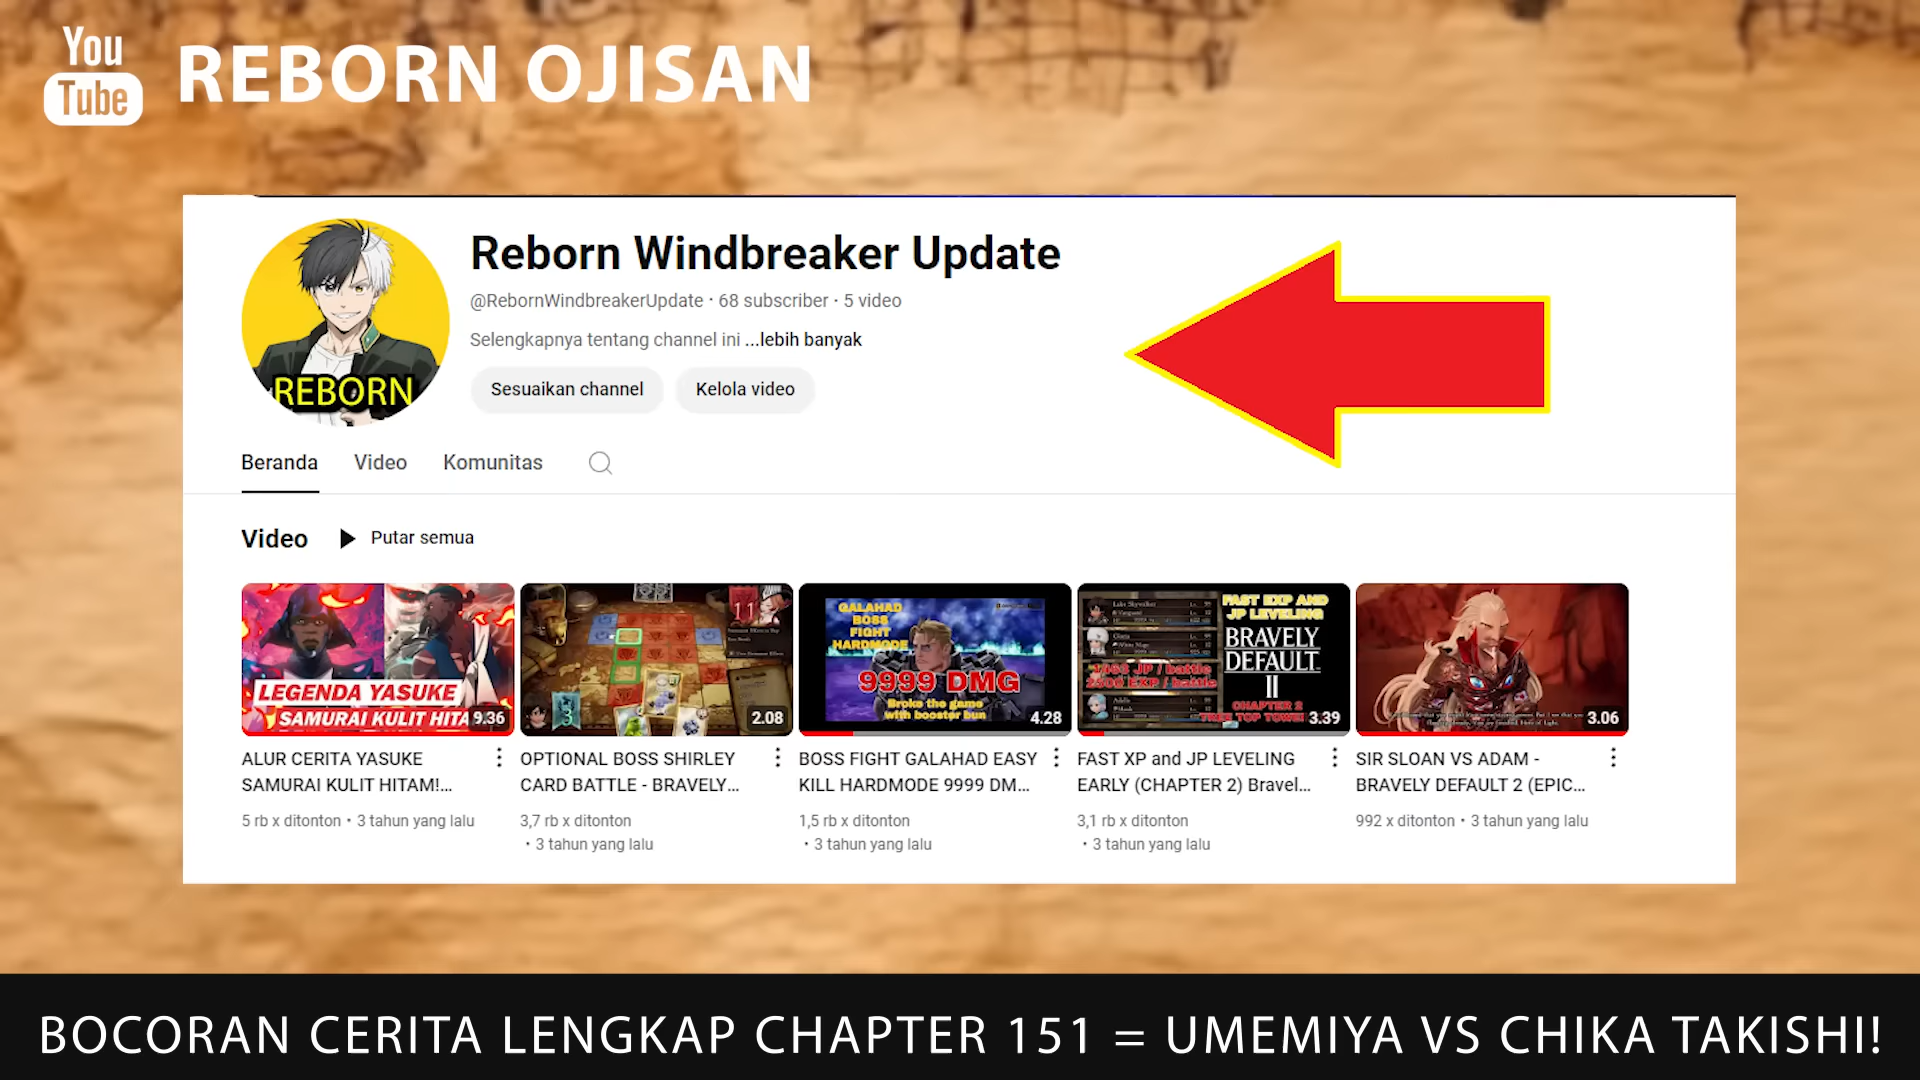 You
Tube
REBORN OJISAN
Reborn Windbreaker Update
@RebornWindbreakerUpdate · 68 subscriber · 5 video
Selengkapnya tentang channel ini ...lebih banyak
Sesuaikan channel
Kelola video
REBORN
Beranda
Video
Komunitas
Video
Putar semua
LEGENDA YASUKE
SAMURAI KULIT HITA
9.36
11
3
2.08
GALAHAD
BOSS
FIGHT
HARDMODE
9999 DMG
Broke the game
with booster bun
4.28
FAST EXP AND
JP LEVELING
BRAVELY
DEFAULT
II
CHAPTER 2
3.39
3.06
ALUR CERITA YASUKE
SAMURAI KULIT HITAM!...
5 rb x ditonton · 3 tahun yang lalu
OPTIONAL BOSS SHIRLEY
CARD BATTLE - BRAVELY...
3,7 rb x ditonton
· 3 tahun yang lalu
BOSS FIGHT GALAHAD EASY
KILL HARDMODE 9999 DM...
1,5 rb x ditonton
· 3 tahun yang lalu
FAST XP and JP LEVELING
EARLY (CHAPTER 2) Bravel...
3,1 rb x ditonton
· 3 tahun yang lalu
SIR SLOAN VS ADAM -
BRAVELY DEFAULT 2 (EPIC...
992 x ditonton · 3 tahun yang lalu
BOCORAN CERITA LENGKAP CHAPTER 151 = UMEMIYA VS CHIKA TAKISHI!